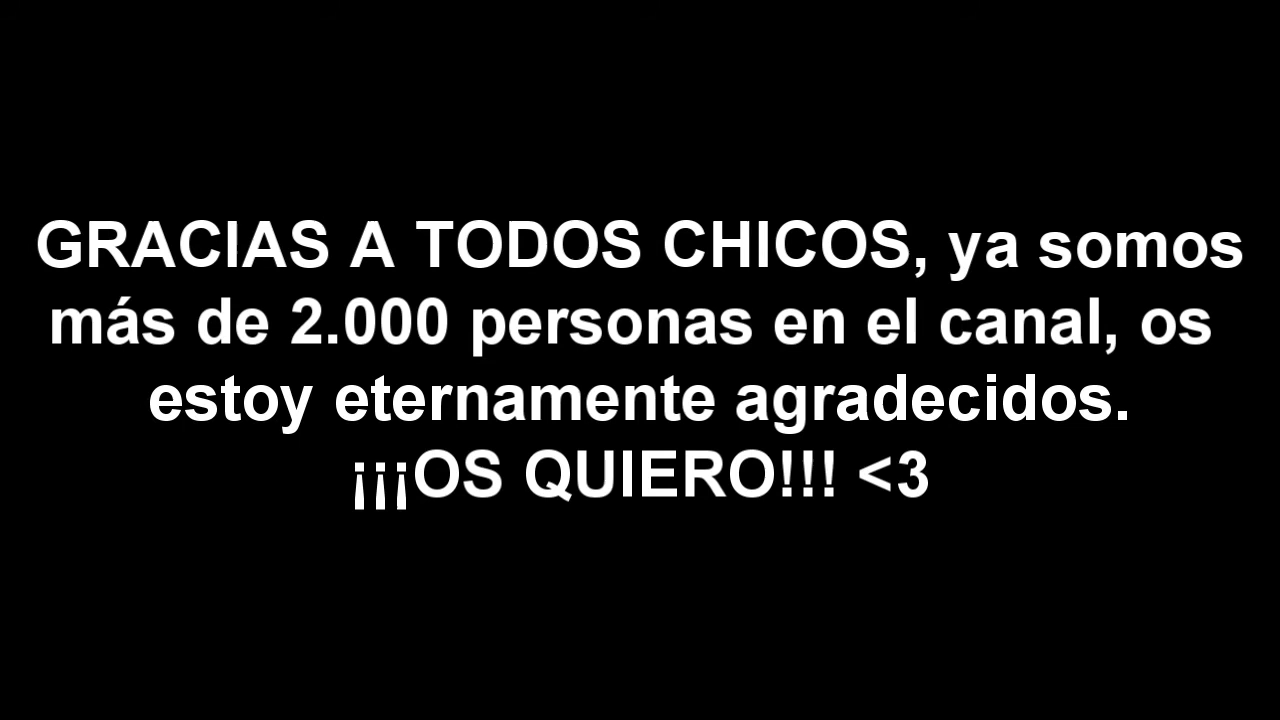 GRACIAS A TODOS CHICOS, ya somos
más de 2.000 personas en el canal, os
estoy eternamente agradecidos.
¡¡¡OS QUIERO!!! <3